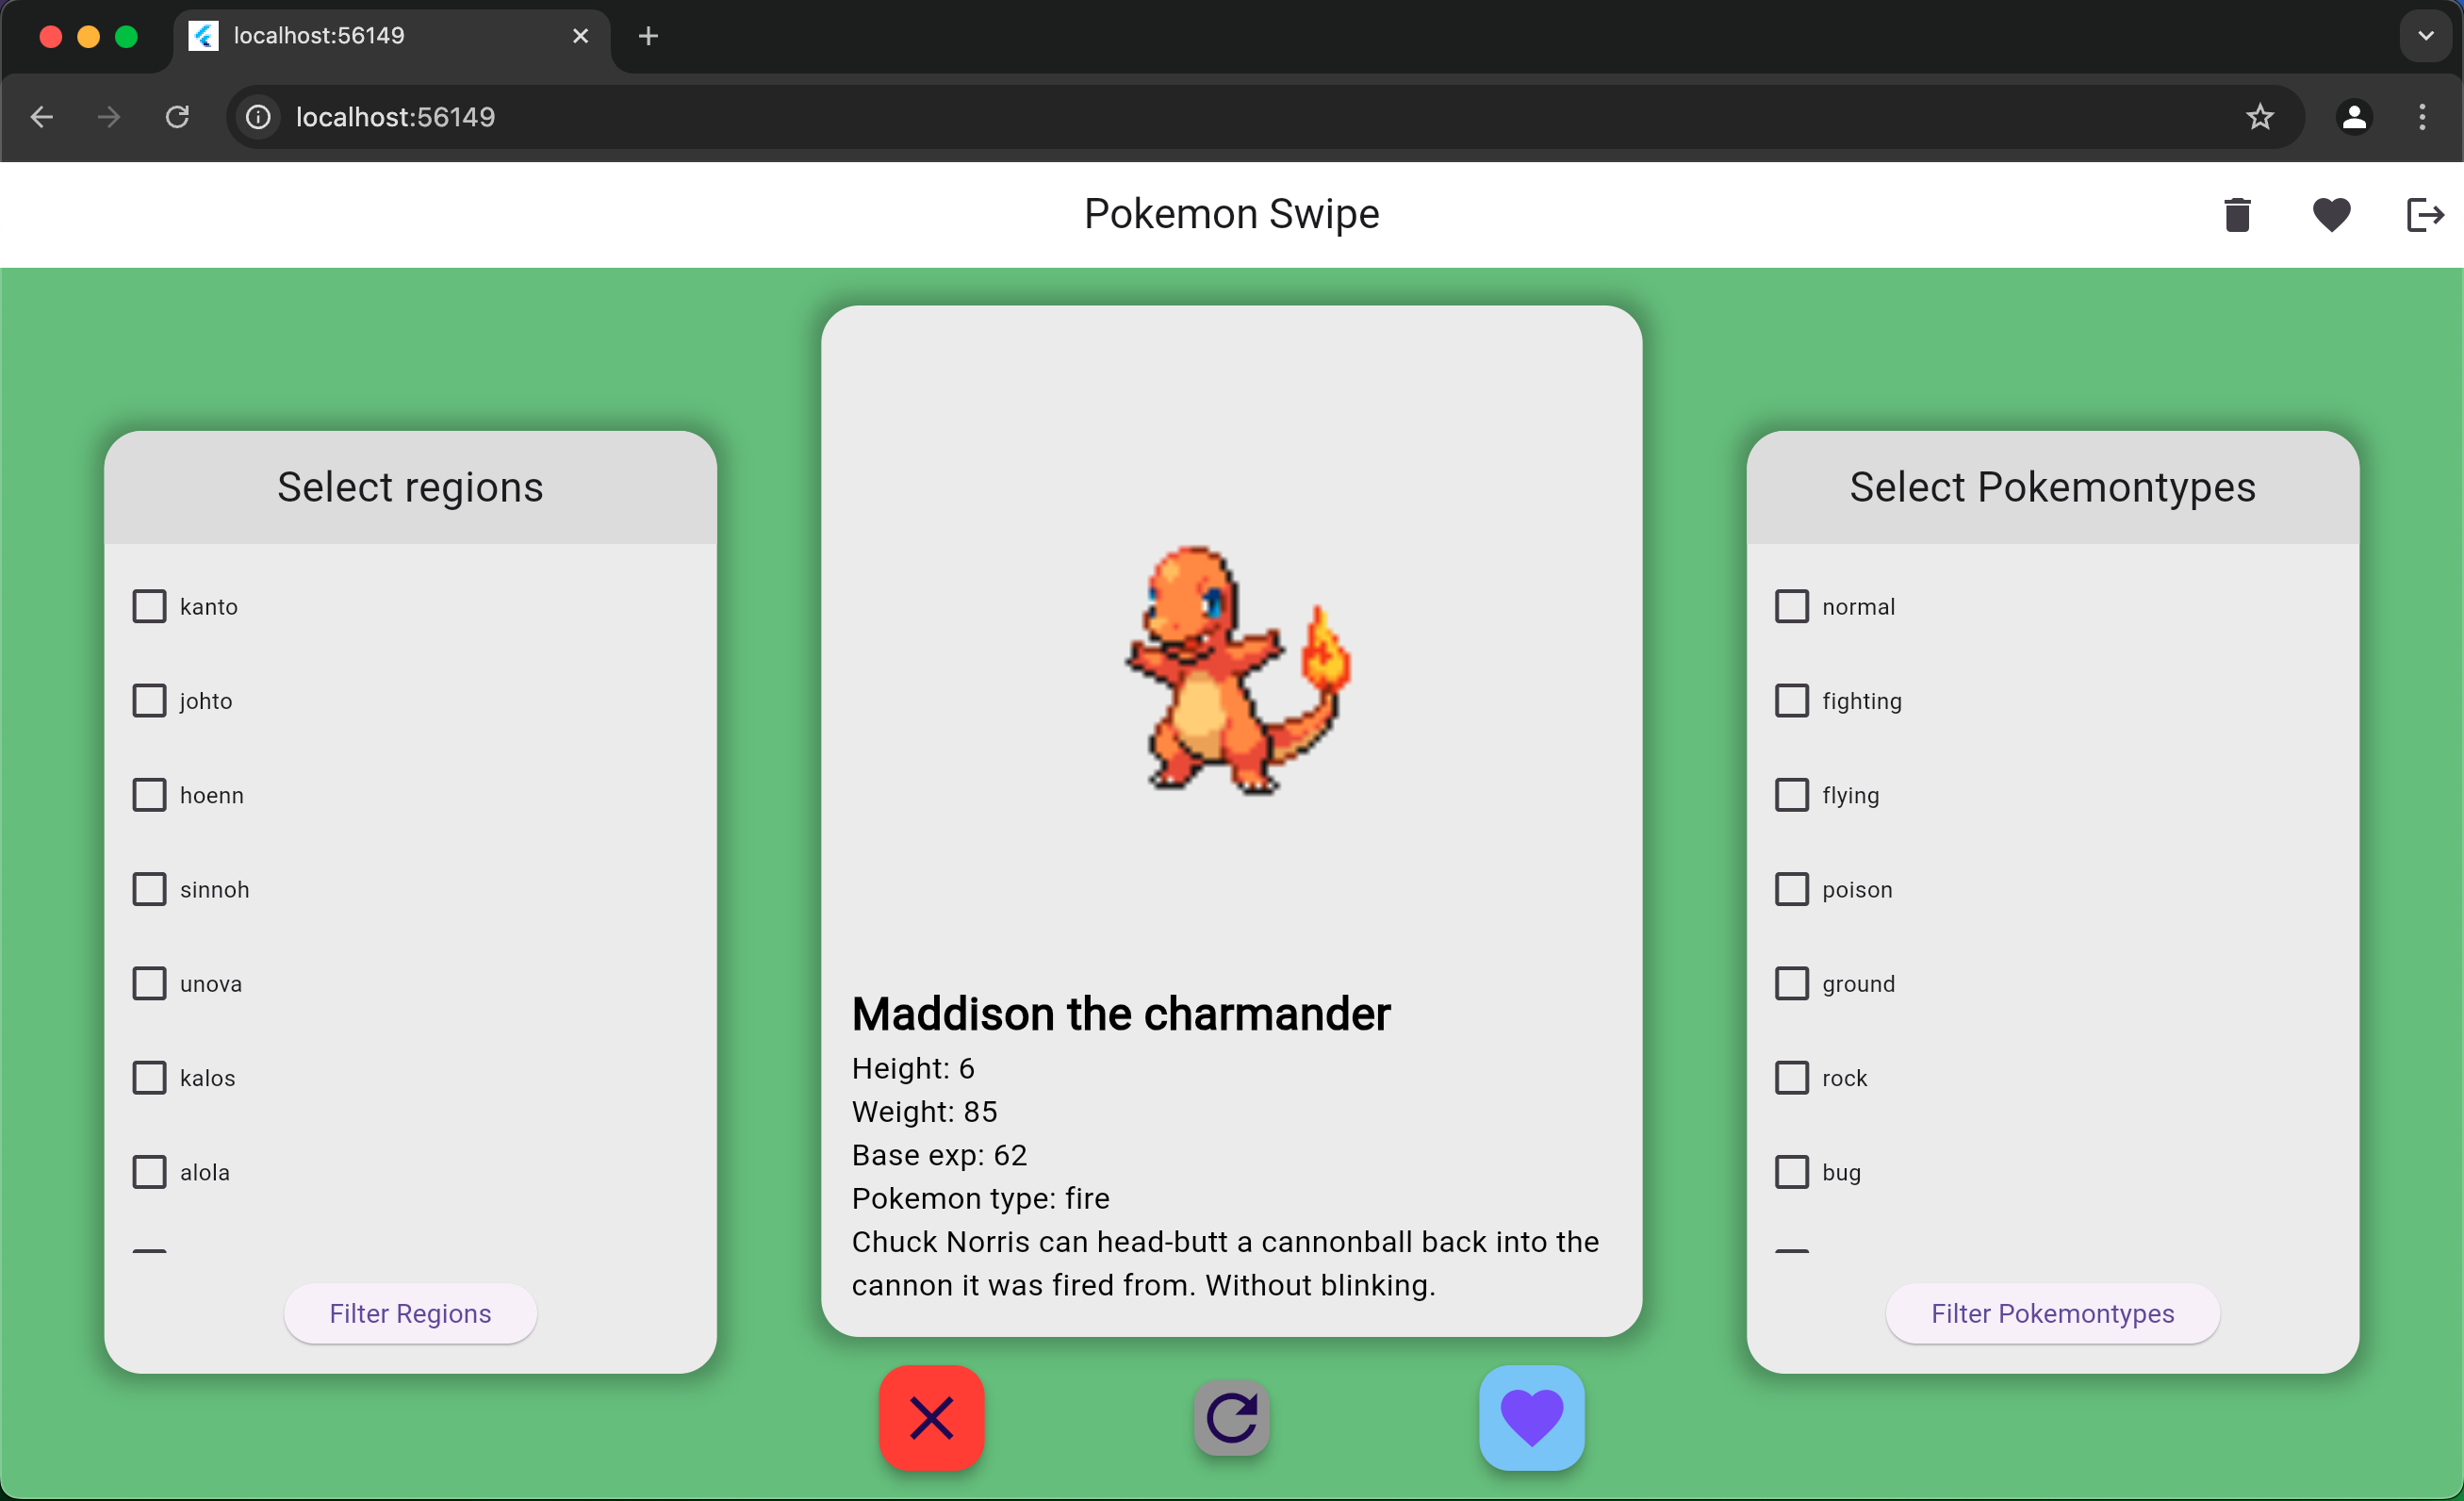 localhost:56149
localhost:56149
Pokemon Swipe
Select regions
kanto
johto
hoenn
sinnoh
unova
kalos
alola
Filter Regions
Maddison the charmander
Height: 6
Weight: 85
Base exp: 62
Pokemon type: fire
Chuck Norris can head-butt a cannonball back into the
cannon it was fired from. Without blinking.
Select Pokemontypes
normal
fighting
flying
poison
ground
rock
bug
Filter Pokemontypes